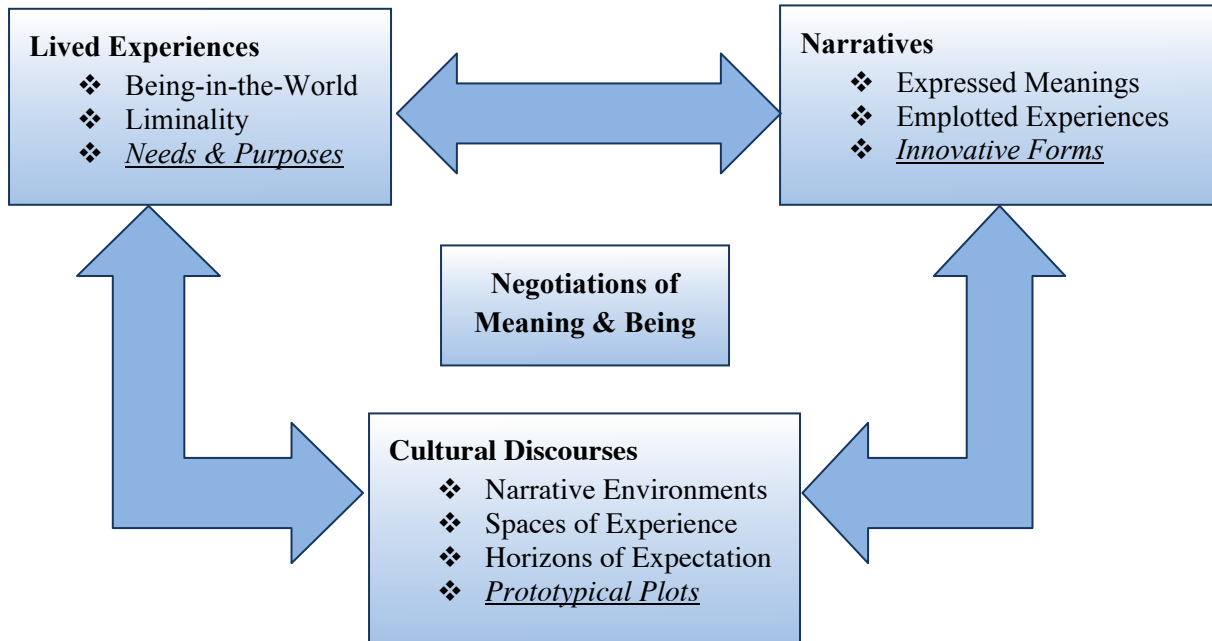 Lived Experiences
❖ Being-in-the-World
❖ Liminality
❖ Needs & Purposes
Narratives
❖ Expressed Meanings
❖ Emplotted Experiences
❖ Innovative Forms
Negotiations of
Meaning & Being
Cultural Discourses
❖ Narrative Environments
❖ Spaces of Experience
❖ Horizons of Expectation
❖ Prototypical Plots